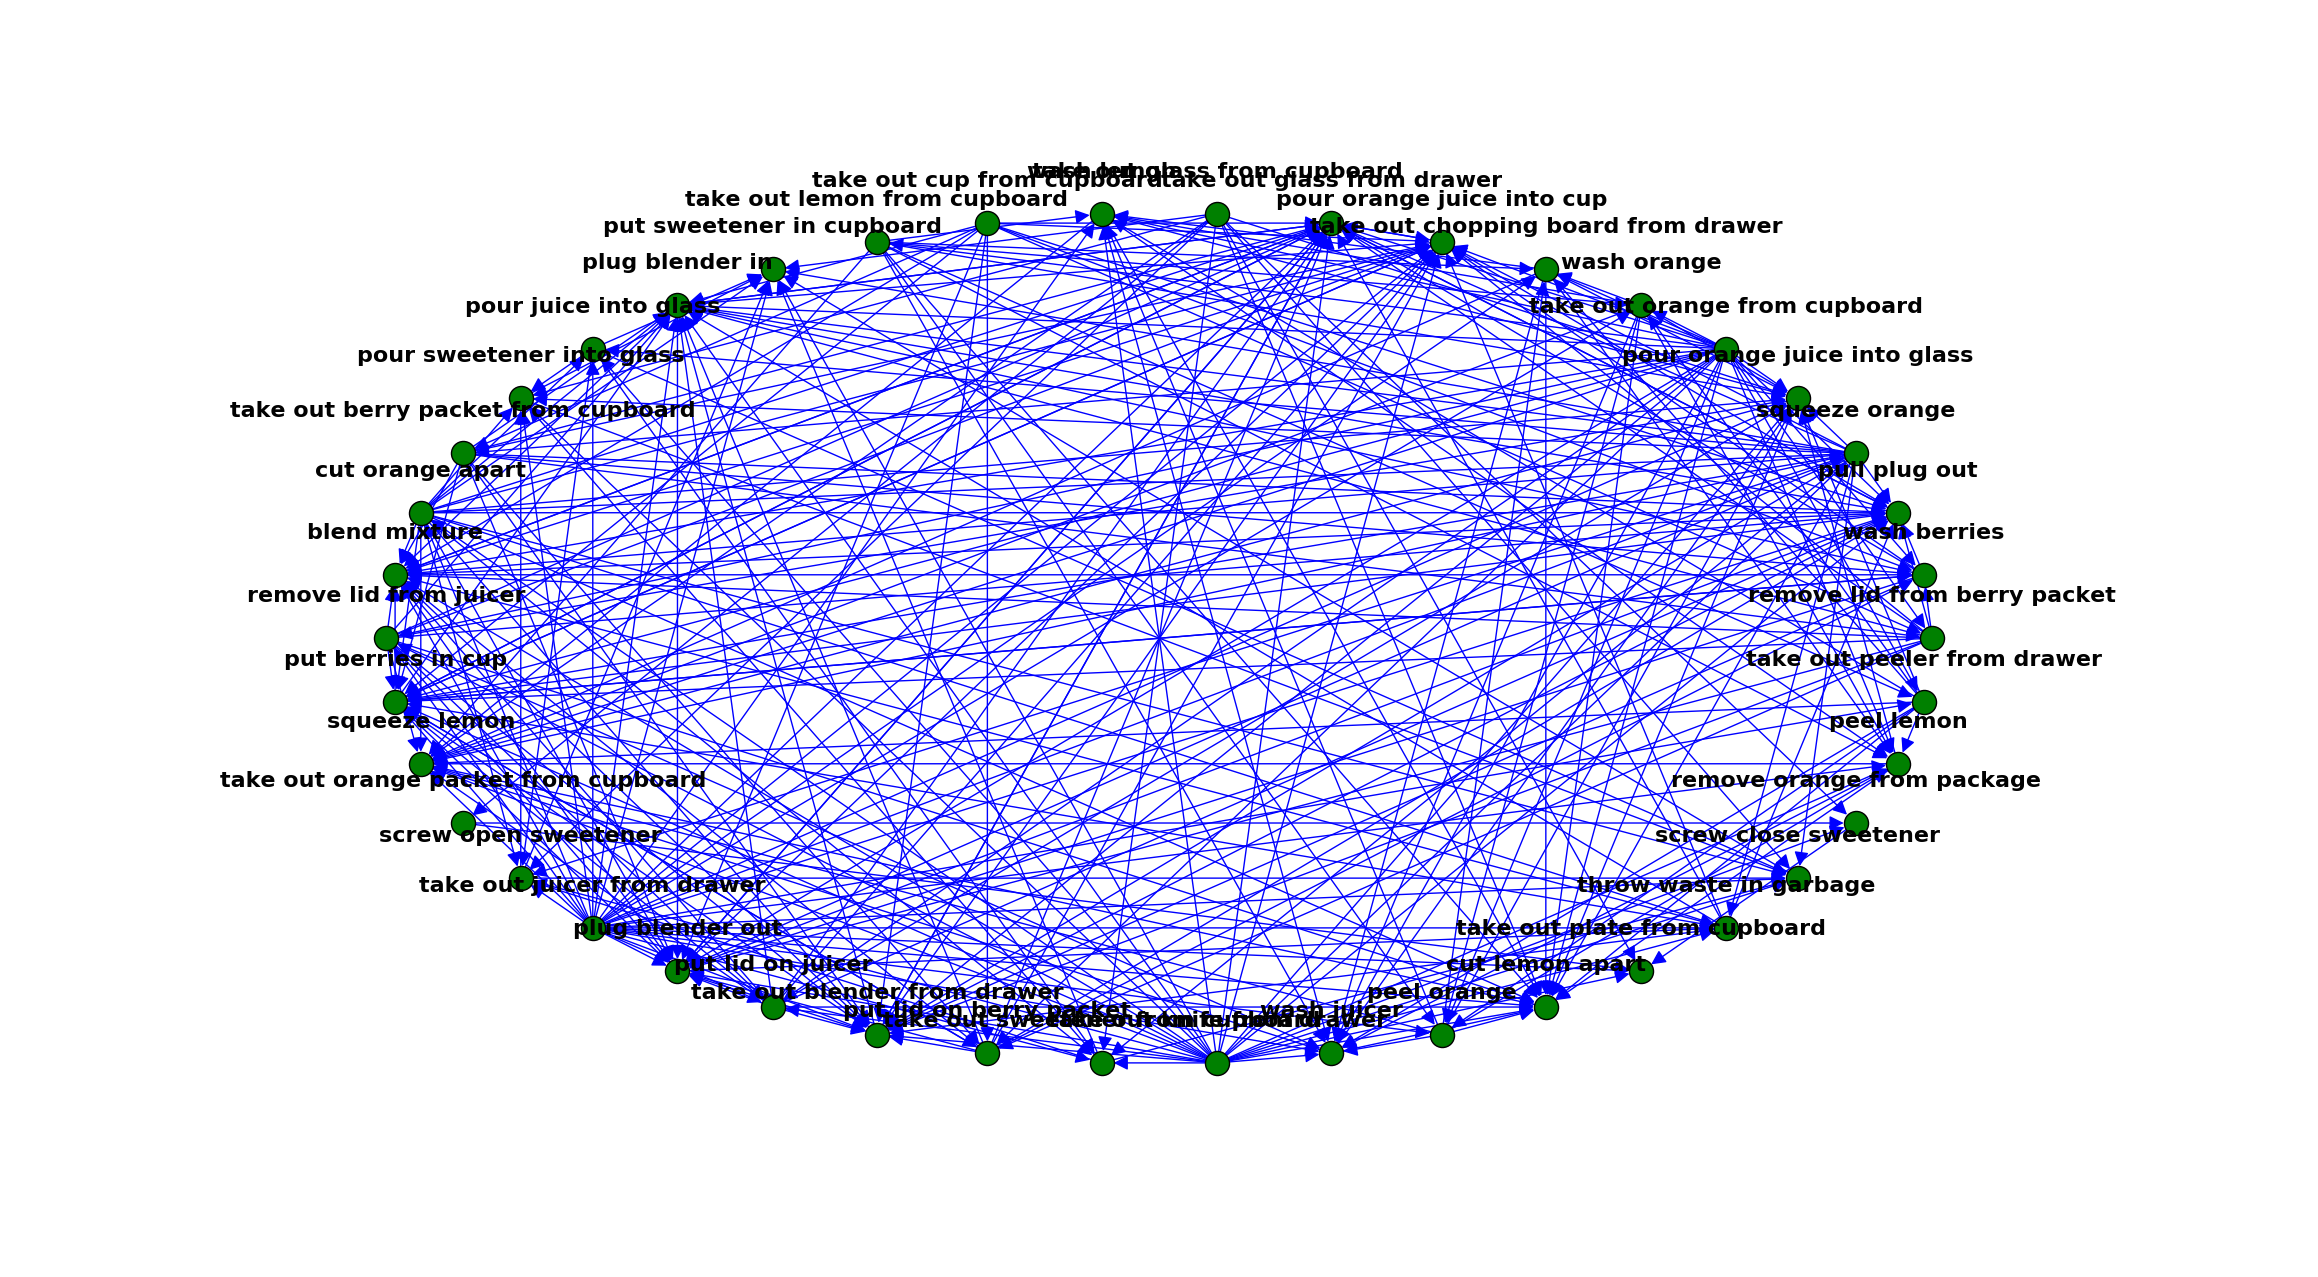 wash lemon
take out glass from cupboard
take out cup from cupboard
take out glass from drawer
take out lemon from cupboard
pour orange juice into cup
put sweetener in cupboard
take out chopping board from drawer
plug blender in
wash orange
pour juice into glass
take out orange from cupboard
pour sweetener into glass
pour orange juice into glass
take out berry packet from cupboard
squeeze orange
cut orange apart
pull plug out
blend mixture
wash berries
remove lid from juicer
remove lid from berry packet
put berries in cup
take out peeler from drawer
squeeze lemon
peel lemon
take out orange packet from cupboard
remove orange from package
screw open sweetener
screw close sweetener
take out juicer from drawer
throw waste in garbage
plug blender out
take out plate from cupboard
put lid on juicer
cut lemon apart
take out blender from drawer
peel orange
put lid on berry packet
wash juicer
take out sweetener from cupboard
take out knife from drawer